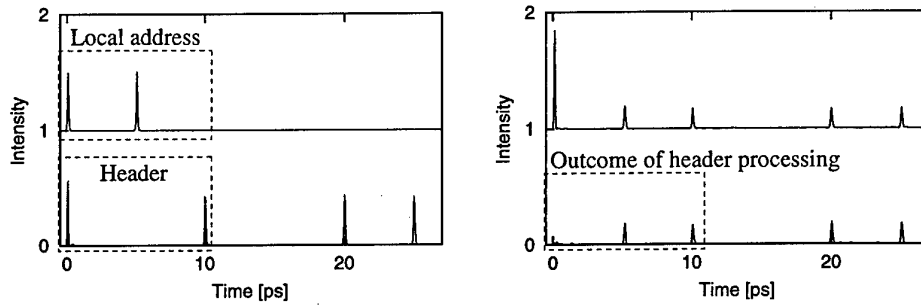 2
Local address
Intensity
1
Header
0
0
10
20
Time [ps]
2
Intensity
1
Outcome of header processing
0
0
10
20
Time [ps]